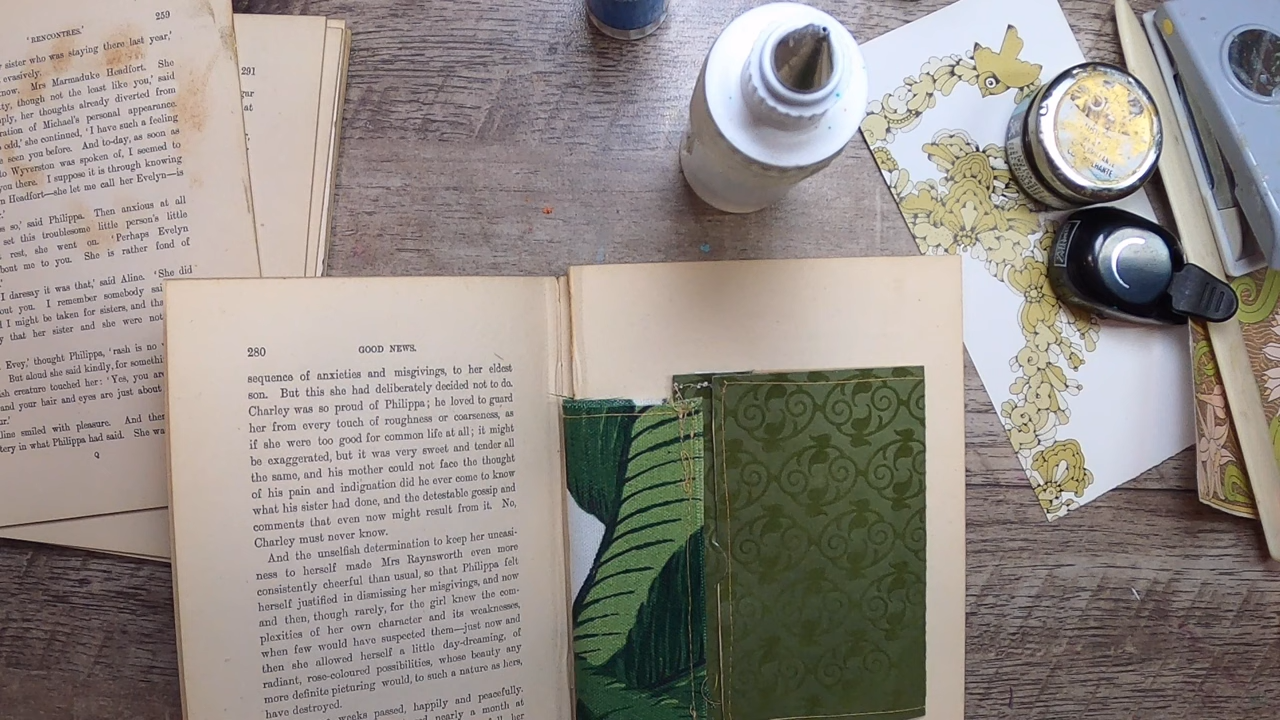 259
'RENCONTRES.'
sister who was staying there last year,'
evasively.
now. Mrs Marmaduke Headfort. She
ty, though not the least like you,' said
ply, her thoughts already diverted from
ration of Michael's personal appearance.
odd,' she continued, 'I have such a feeling
seen you before. And to-day, as soon as
Wyverston was spoken of, I seemed to
you there. I suppose it is through knowing
Headfort—she let me call her Evelyn—is
so,' said Philippa. Then anxious at all
set this troublesome little person's little
rest, she went on. 'Perhaps Evelyn
bout me to you. She is rather fond of
I daresay it was that,' said Aline. 'She did
out you. I remember somebody
I might be taken for sisters, and
that her sister and she were not
Evey,' thought Philippa, 'rash is no
But aloud she said kindly, for
sh creature touched her: 'Yes, you are
and your hair and eyes are just about
line smiled with pleasure. And
tery in what Philippa had said. She
Q
291
at
280 GOOD NEWS.
sequence of anxieties and misgivings, to her eldest
son. But this she had deliberately decided not to do.
Charley was so proud of Philippa; he loved to guard
her from every touch of roughness or coarseness, as
if she were too good for common life at all; it might
be exaggerated, but it was very sweet and tender all
the same, and his mother could not face the thought
of his pain and indignation did he ever come to know
what his sister had done, and the detestable gossip and
comments that even now might result from it. No,
Charley must never know.
And the unselfish determination to keep her uneasi-
ness to herself made Mrs Raynsworth even more
consistently cheerful than usual, so that Philippa felt
herself justified in dismissing her misgivings, and now
and then, though rarely, for the girl knew the com-
plexities of her own character and its weaknesses,
when few would have suspected them—just now and
then she allowed herself a little day-dreaming, of
radiant, rose-coloured possibilities, whose beauty any
more definite picturing would, to such a nature as hers,
have destroyed.
weeks passed, happily and peacefully.
nearly a month at
her